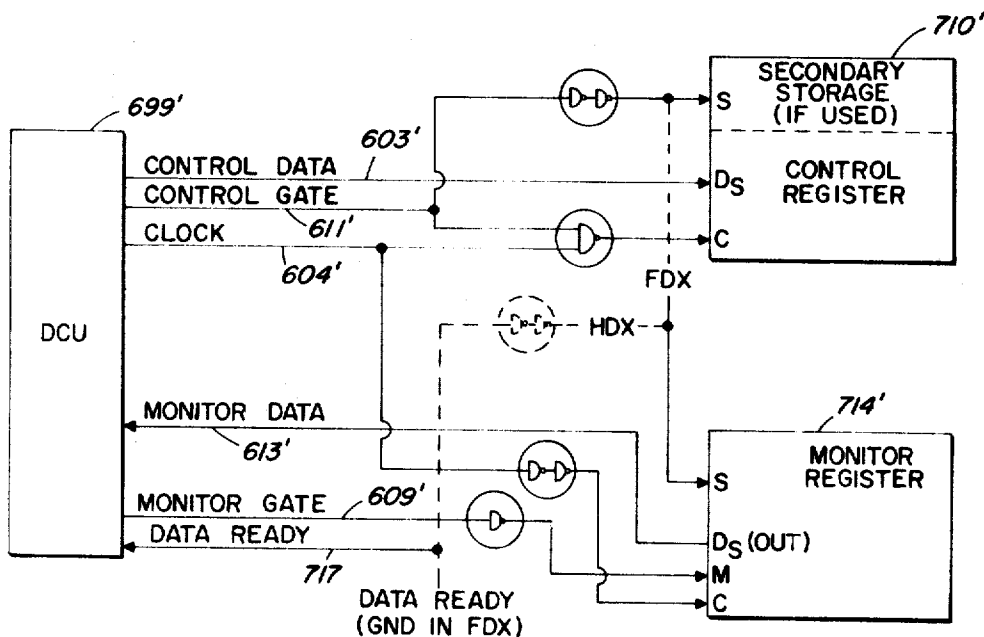 710'
SECONDARY
STORAGE
(IF USED)
S
699'
CONTROL DATA
603'
DS
CONTROL
REGISTER
CONTROL GATE
611'
CLOCK
604'
C
FDX
DCU
HDX
MONITOR DATA
613'
714'
MONITOR
REGISTER
S
MONITOR GATE
609'
DS (OUT)
DATA READY
717
M
C
DATA READY
(GND IN FDX)